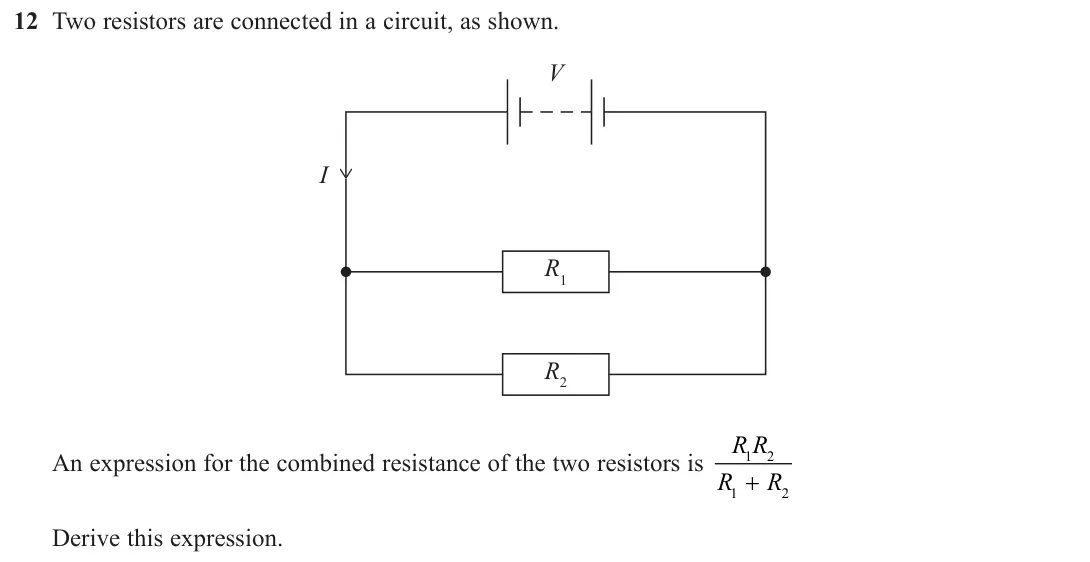 12 Two resistors are connected in a circuit, as shown.
V
I
R₁
R₂
An expression for the combined resistance of the two resistors is R₁R₂ / R₁ + R₂
Derive this expression.